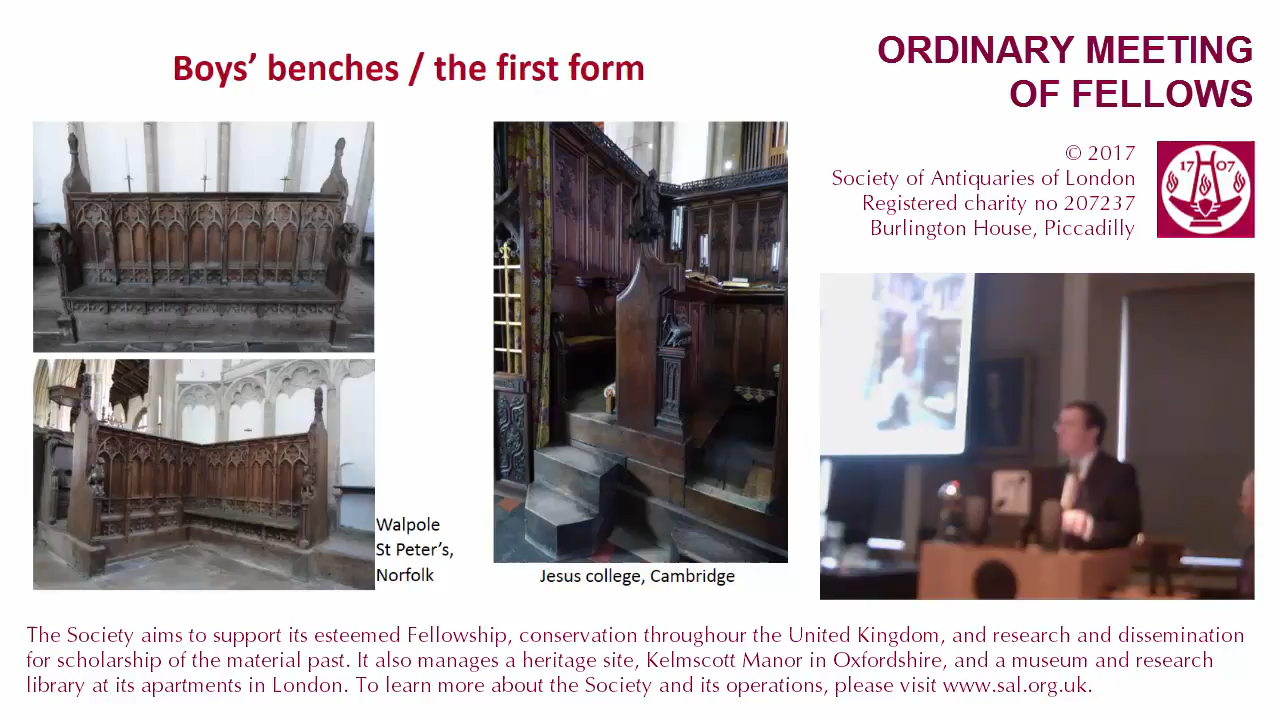 Boys’ benches / the first form
ORDINARY MEETING
OF FELLOWS
© 2017
Society of Antiquaries of London
Registered charity no 207237
Burlington House, Piccadilly
17 07
Walpole
St Peter’s,
Norfolk
Jesus college, Cambridge
The Society aims to support its esteemed Fellowship, conservation throughour the United Kingdom, and research and dissemination
for scholarship of the material past. It also manages a heritage site, Kelmscott Manor in Oxfordshire, and a museum and research
library at its apartments in London. To learn more about the Society and its operations, please visit www.sal.org.uk.